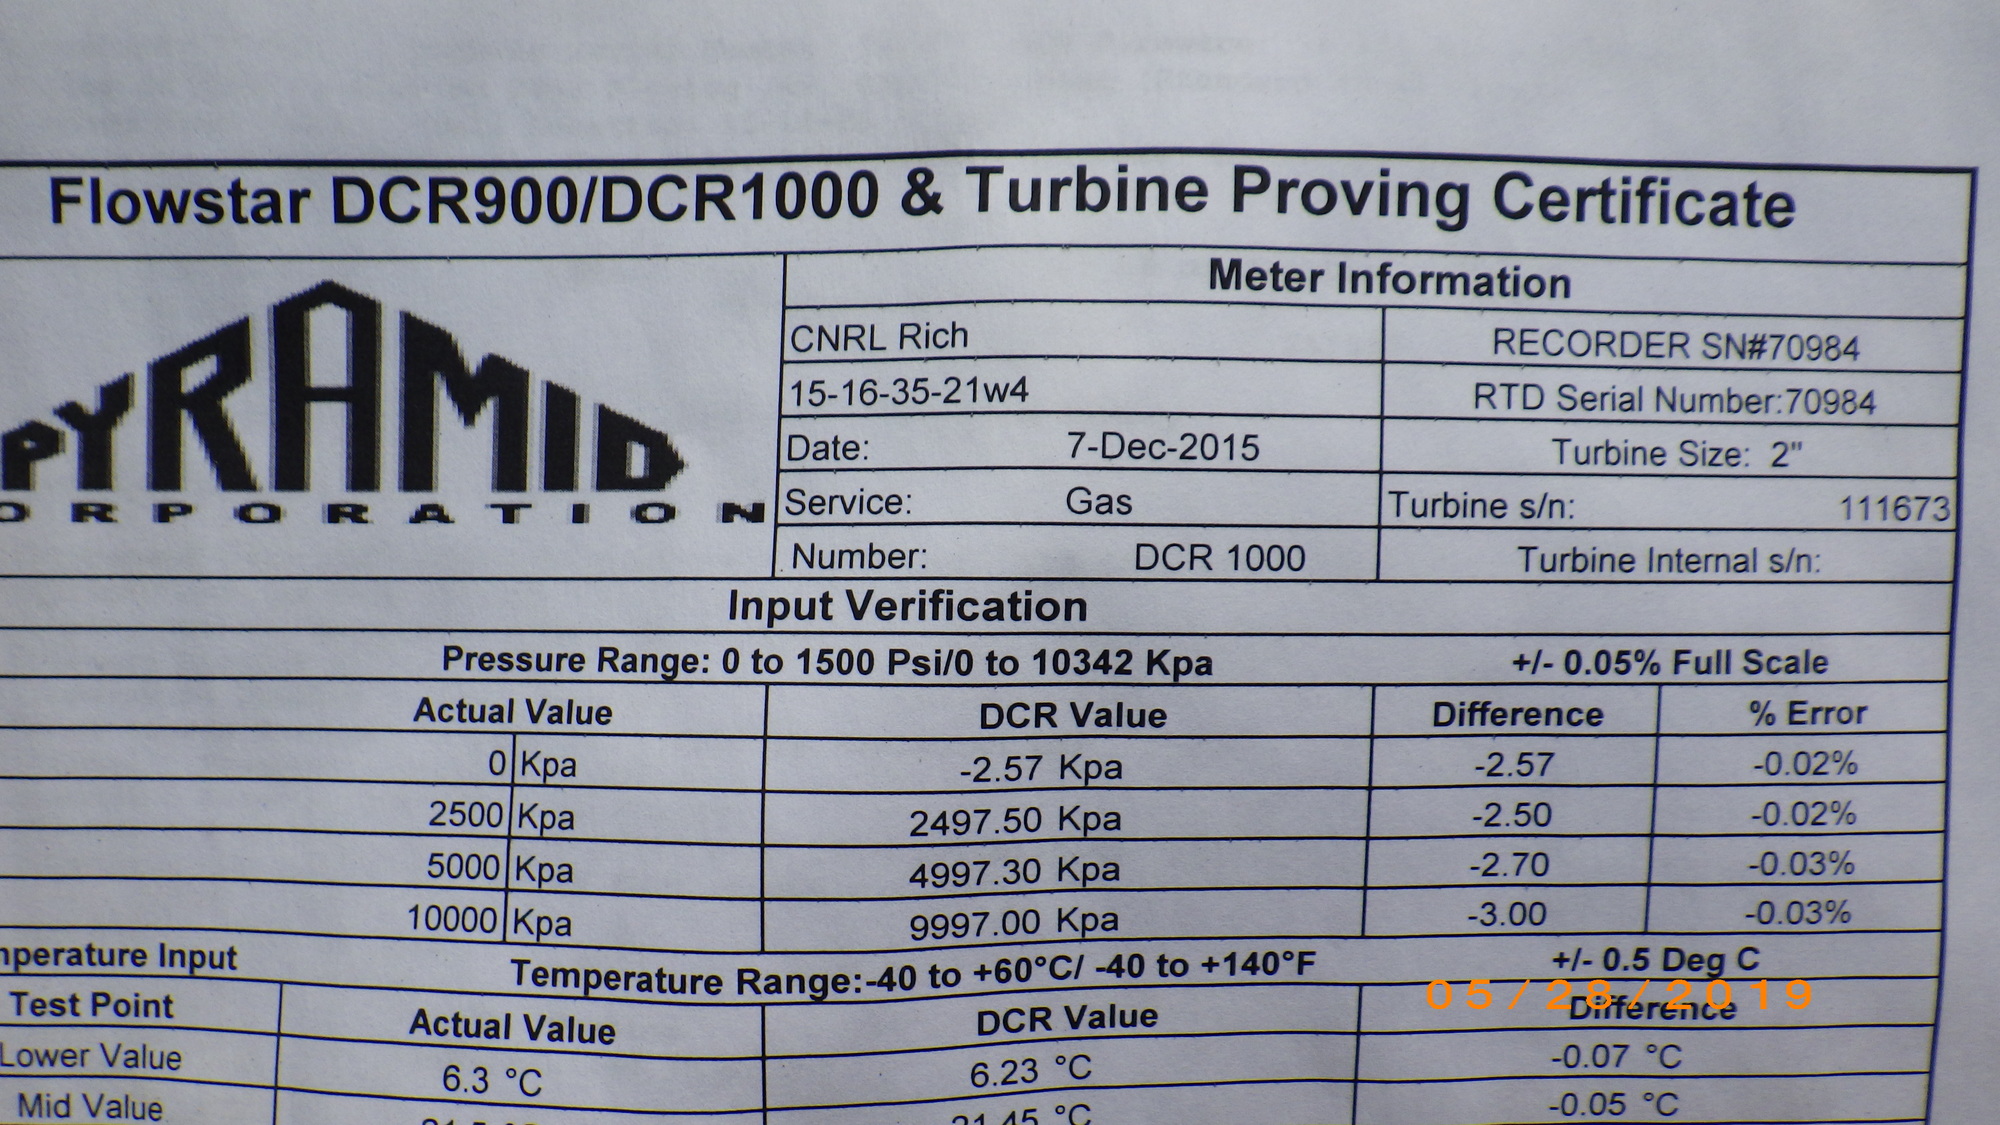 Flowstar DCR900/DCR1000 & Turbine Proving Certificate
PYRAMID
ORPORATION
Meter Information
CNRL Rich RECORDER SN#70984
15-16-35-21w4 RTD Serial Number:70984
Date: 7-Dec-2015 Turbine Size: 2"
Service: Gas Turbine s/n: 111673
Number: DCR 1000 Turbine Internal s/n:
Input Verification
Pressure Range: 0 to 1500 Psi/0 to 10342 Kpa +/- 0.05% Full Scale
Actual Value DCR Value Difference % Error
0 Kpa -2.57 Kpa -2.57 -0.02%
2500 Kpa 2497.50 Kpa -2.50 -0.02%
5000 Kpa 4997.30 Kpa -2.70 -0.03%
10000 Kpa 9997.00 Kpa -3.00 -0.03%
mperature Input Temperature Range:-40 to +60°C/ -40 to +140°F +/- 0.5 Deg C
05/28/2019
Test Point Actual Value DCR Value Difference
Lower Value 6.3 °C 6.23 °C -0.07 °C
Mid Value 21.45 °C -0.05 °C